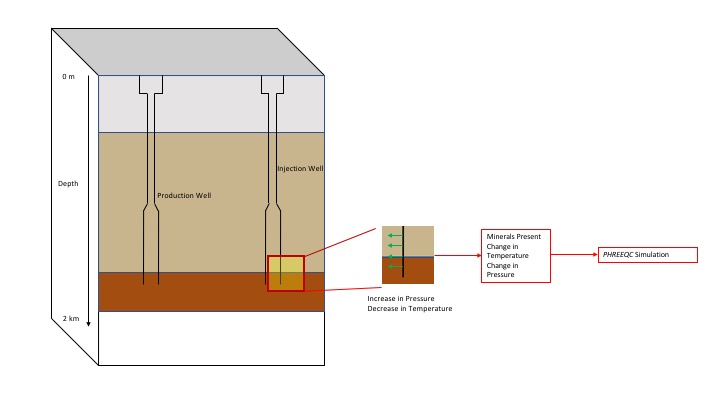 0 m
Injection Well
Depth
Production Well
2 km
Increase in Pressure
Decrease in Temperature
Minerals Present
Change in
Temperature
Change in
Pressure
PHREEQC Simulation